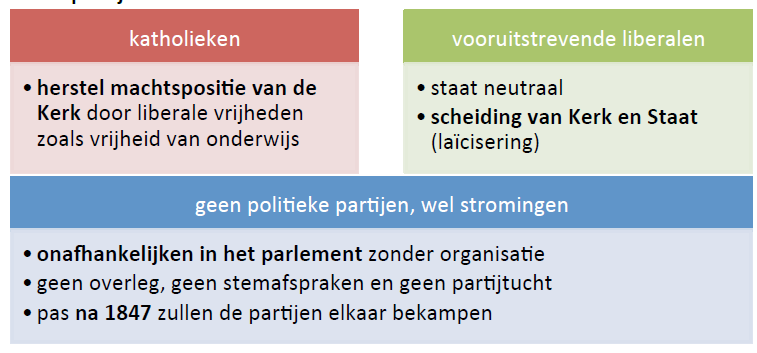 katholieken
• herstel machtspositie van de
Kerk door liberale vrijheden
zoals vrijheid van onderwijs
vooruitstrevende liberalen
• staat neutraal
• scheiding van Kerk en Staat
(laïcisering)
geen politieke partijen, wel stromingen
• onafhankelijken in het parlement zonder organisatie
• geen overleg, geen stemafspraken en geen partijtucht
• pas na 1847 zullen de partijen elkaar bekampen